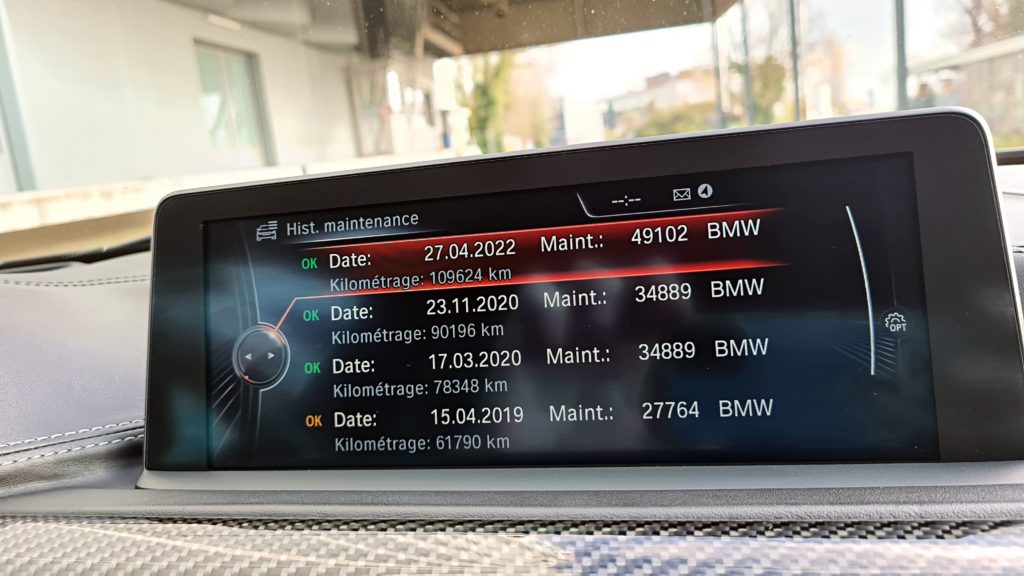 Hist. maintenance
--:--
OK Date: 27.04.2022 Maint.: 49102 BMW
Kilométrage: 109624 km
OK Date: 23.11.2020 Maint.: 34889 BMW
Kilométrage: 90196 km
OK Date: 17.03.2020 Maint.: 34889 BMW
Kilométrage: 78348 km
OK Date: 15.04.2019 Maint.: 27764 BMW
Kilométrage: 61790 km
OPT